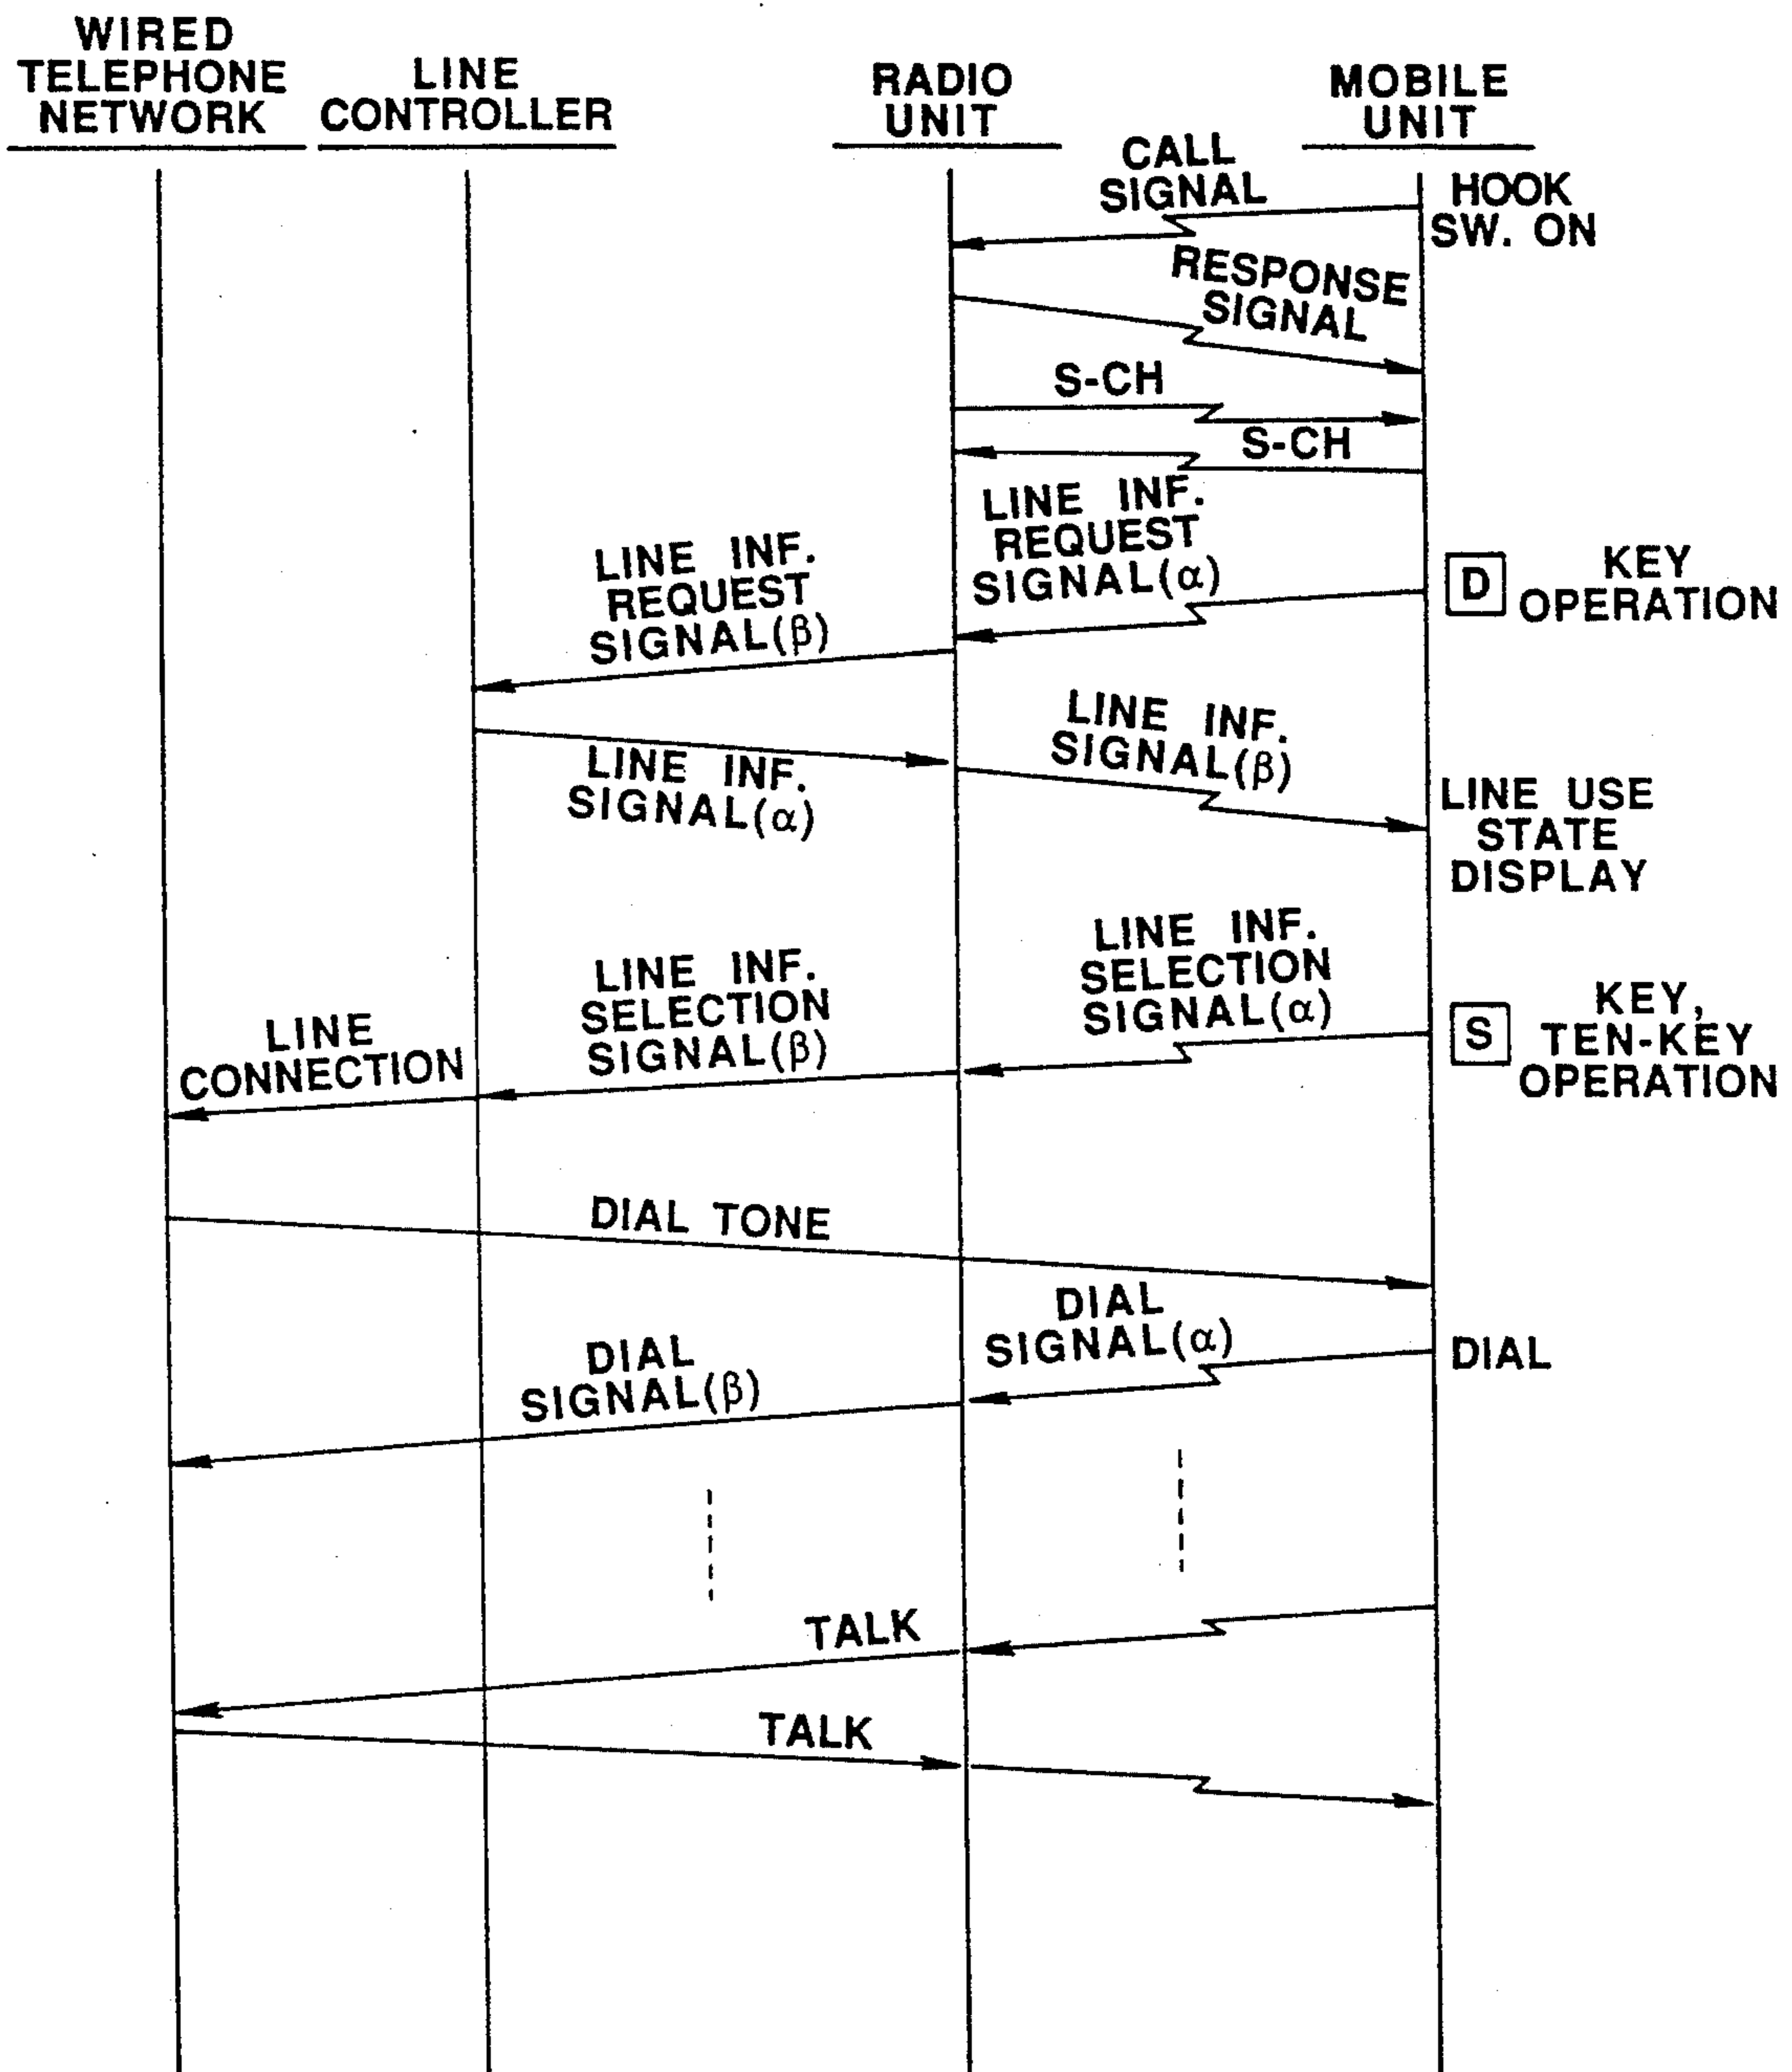 WIRED
TELEPHONE
NETWORK
LINE
CONTROLLER
RADIO
UNIT
MOBILE
UNIT
CALL
SIGNAL
HOOK
SW. ON
RESPONSE
SIGNAL
S-CH
S-CH
LINE INF.
REQUEST
SIGNAL(α)
D
KEY
OPERATION
LINE INF.
REQUEST
SIGNAL(β)
LINE INF.
SIGNAL(α)
LINE INF.
SIGNAL(β)
LINE USE
STATE
DISPLAY
LINE INF.
SELECTION
SIGNAL(α)
S
KEY,
TEN-KEY
OPERATION
LINE INF.
SELECTION
SIGNAL(β)
LINE
CONNECTION
DIAL TONE
DIAL
SIGNAL(α)
DIAL
DIAL
SIGNAL(β)
TALK
TALK